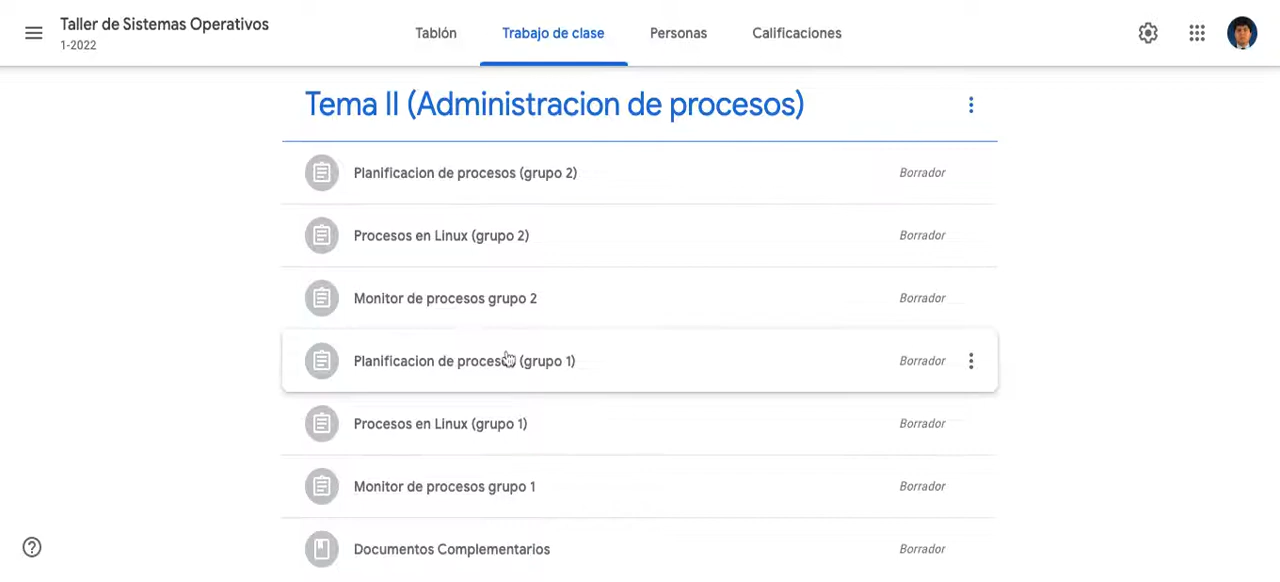 Taller de Sistemas Operativos
1-2022
Tablón
Trabajo de clase
Personas
Calificaciones
Tema II (Administracion de procesos)
Planificacion de procesos (grupo 2)
Borrador
Procesos en Linux (grupo 2)
Borrador
Monitor de procesos grupo 2
Borrador
Planificacion de procesos (grupo 1)
Borrador
Procesos en Linux (grupo 1)
Borrador
Monitor de procesos grupo 1
Borrador
Documentos Complementarios
Borrador